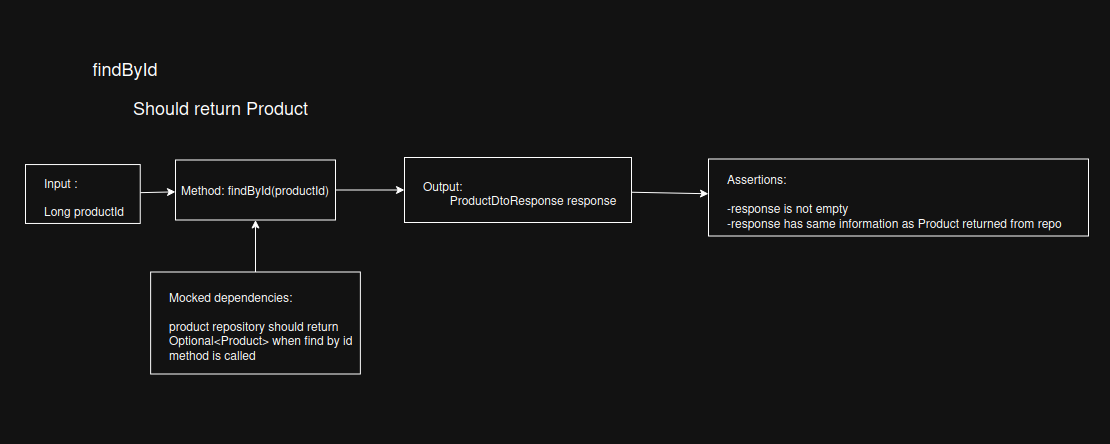 findById
Should return Product
Input :
Long productId
Method: findById(productId)
Output:
ProductDtoResponse response
Assertions:
-response is not empty
-response has same information as Product returned from repo
Mocked dependencies:
product repository should return
Optional<Product> when find by id
method is called